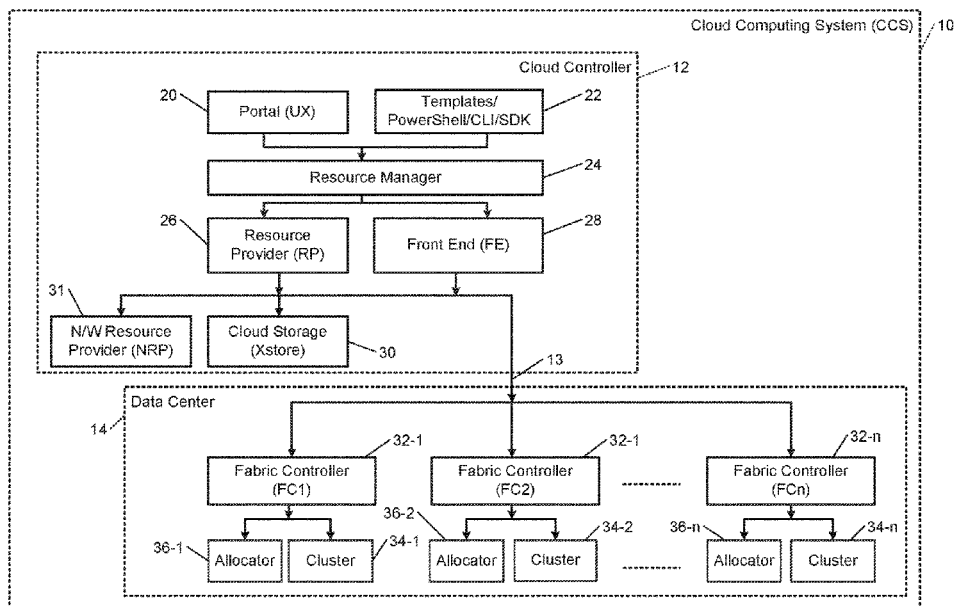 Cloud Computing System (CCS)
10
Cloud Controller
12
20
Portal (UX)
Templates/
PowerShell/CLI/SDK
22
Resource Manager
24
26
Resource
Provider (RP)
Front End (FE)
28
31
N/W Resource
Provider (NRP)
Cloud Storage
(Xstore)
30
13
Data Center
14
32-1
32-1
32-n
Fabric Controller
(FC1)
Fabric Controller
(FC2)
Fabric Controller
(FCn)
36-1
Allocator
Cluster
34-1
36-2
Allocator
Cluster
34-2
36-n
Allocator
Cluster
34-n